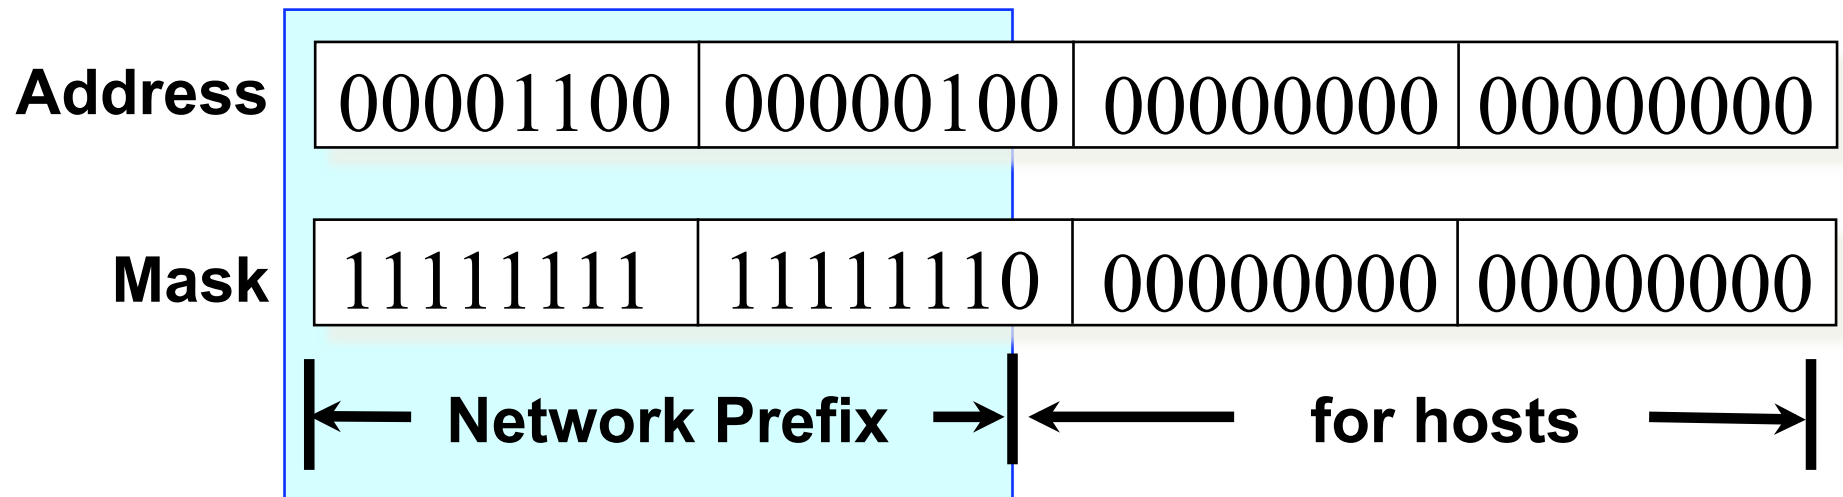 Address 00001100 00000100 00000000 00000000
Mask 11111111 11111110 00000000 00000000
Network Prefix for hosts